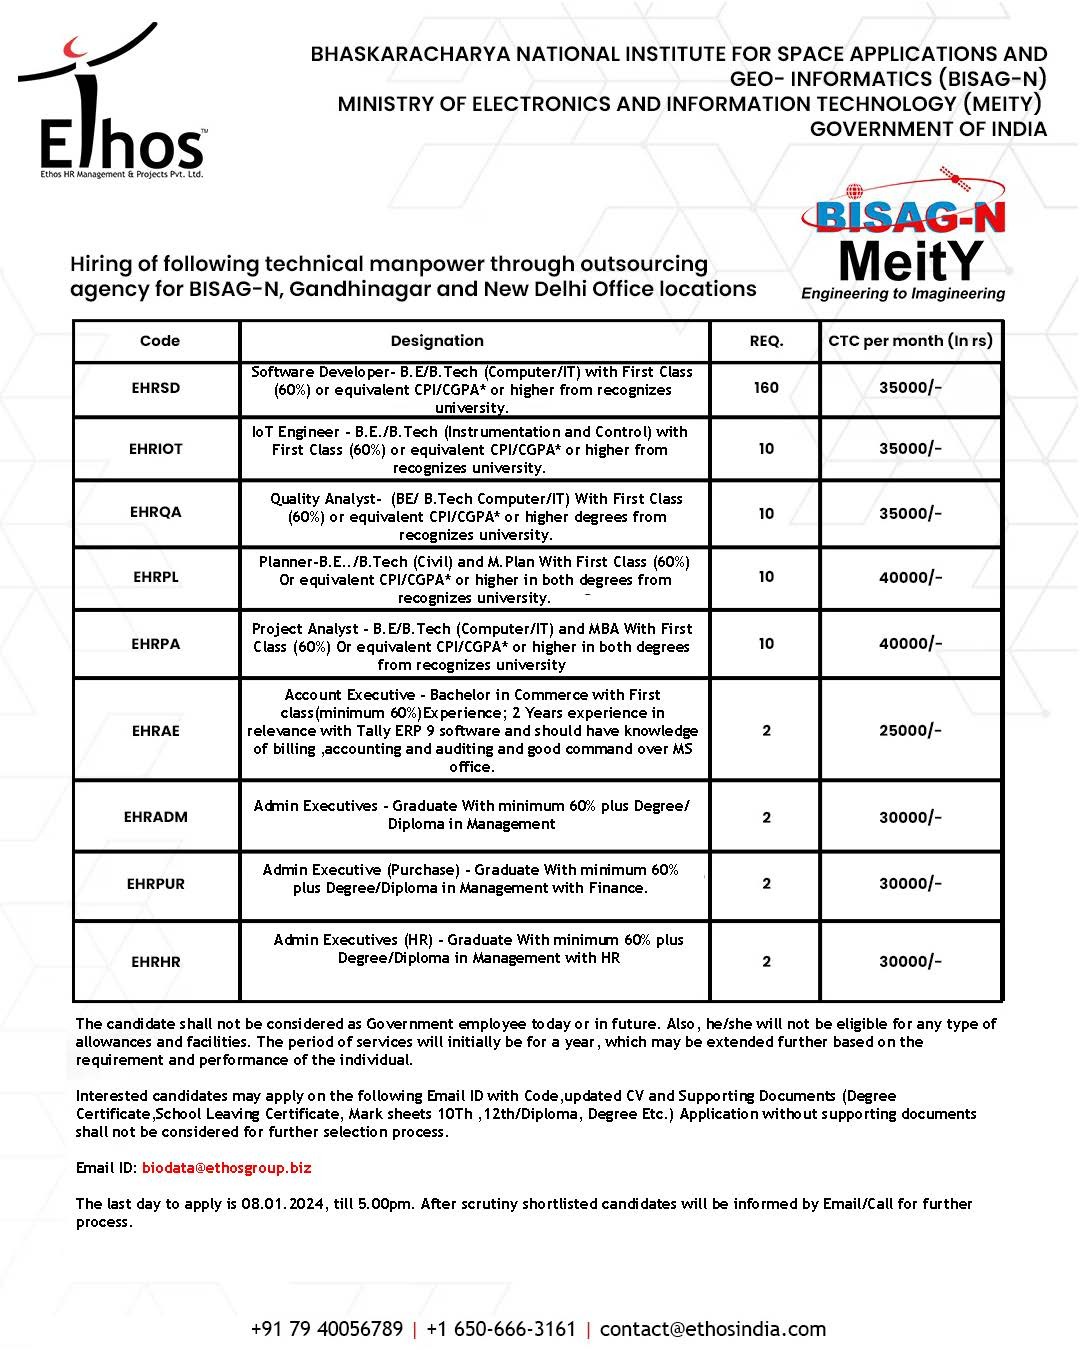 BHASKARACHARYA NATIONAL INSTITUTE FOR SPACE APPLICATIONS AND
GEO- INFORMATICS (BISAG-N)
MINISTRY OF ELECTRONICS AND INFORMATION TECHNOLOGY (MEITY)
GOVERNMENT OF INDIA
Ethos™
Ethos HR Management & Projects Pvt. Ltd.
BISAG-N
MeitY
Engineering to Imagineering
Hiring of following technical manpower through outsourcing
agency for BISAG-N, Gandhinagar and New Delhi Office locations
Code Designation REQ. CTC per month (In rs)
EHRSD
Software Developer- B.E/B.Tech (Computer/IT) with First Class
(60%) or equivalent CPI/CGPA* or higher from recognizes
university.
160 35000/-
EHRIOT
IoT Engineer - B.E./B.Tech (Instrumentation and Control) with
First Class (60%) or equivalent CPI/CGPA* or higher from
recognizes university.
10 35000/-
EHRQA
Quality Analyst- (BE/ B.Tech Computer/IT) With First Class
(60%) or equivalent CPI/CGPA* or higher degrees from
recognizes university.
10 35000/-
EHRPL
Planner-B.E../B.Tech (Civil) and M.Plan With First Class (60%)
Or equivalent CPI/CGPA* or higher in both degrees from
recognizes university.
10 40000/-
EHRPA
Project Analyst - B.E/B.Tech (Computer/IT) and MBA With First
Class (60%) Or equivalent CPI/CGPA* or higher in both degrees
from recognizes university
10 40000/-
EHRAE
Account Executive - Bachelor in Commerce with First
class(minimum 60%)Experience; 2 Years experience in
relevance with Tally ERP 9 software and should have knowledge
of billing ,accounting and auditing and good command over MS
office.
2 25000/-
EHRADM
Admin Executives - Graduate With minimum 60% plus Degree/
Diploma in Management
2 30000/-
EHRPUR
Admin Executive (Purchase) - Graduate With minimum 60%
plus Degree/Diploma in Management with Finance.
2 30000/-
EHRHR
Admin Executives (HR) - Graduate With minimum 60% plus
Degree/Diploma in Management with HR
2 30000/-
The candidate shall not be considered as Government employee today or in future. Also, he/she will not be eligible for any type of
allowances and facilities. The period of services will initially be for a year, which may be extended further based on the
requirement and performance of the individual.
Interested candidates may apply on the following Email ID with Code,updated CV and Supporting Documents (Degree
Certificate,School Leaving Certificate, Mark sheets 10Th ,12th/Diploma, Degree Etc.) Application without supporting documents
shall not be considered for further selection process.
Email ID: biodata@ethosgroup.biz
The last day to apply is 08.01.2024, till 5.00pm. After scrutiny shortlisted candidates will be informed by Email/Call for further
process.
+91 79 40056789 | +1 650-666-3161 | contact@ethosindia.com